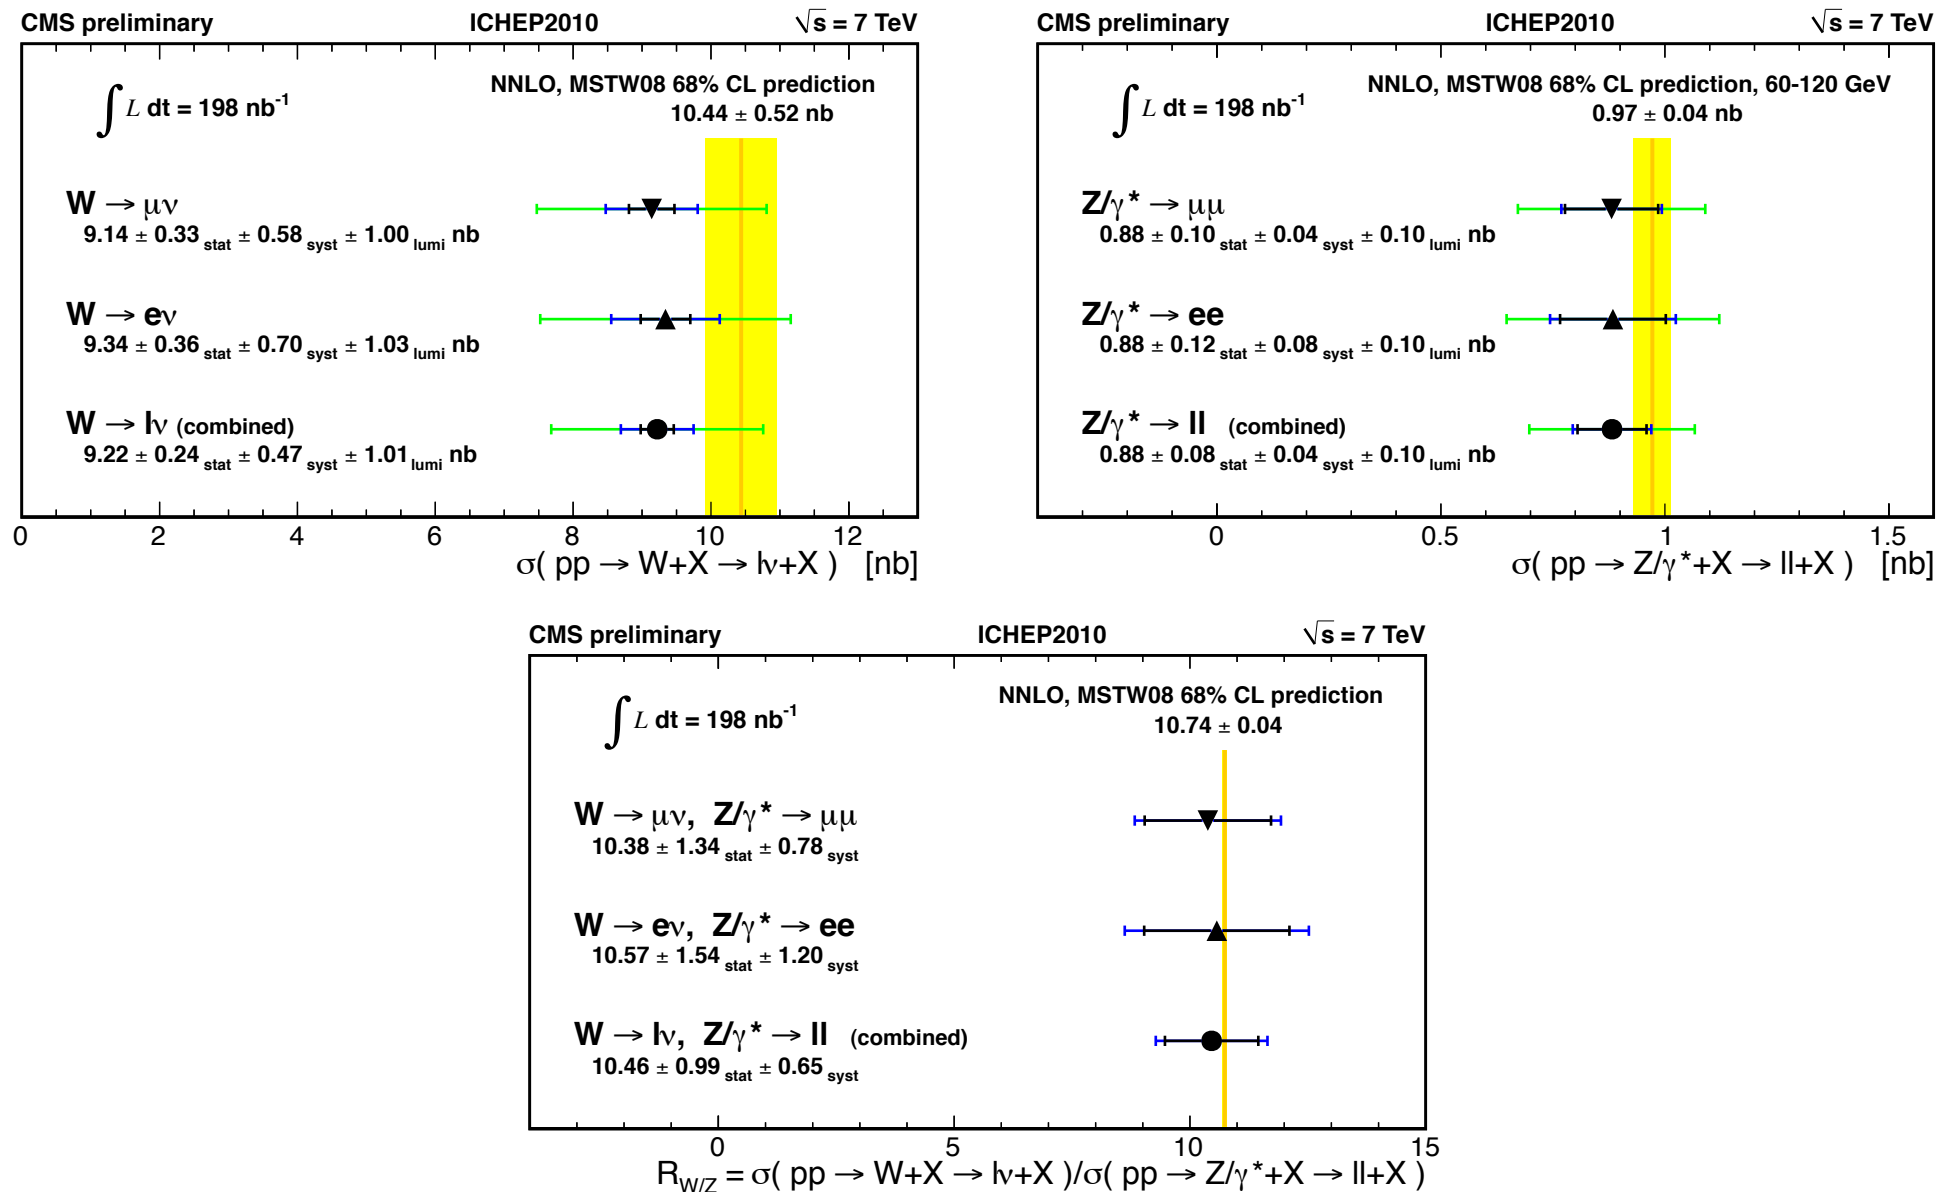 CMS preliminary ICHEP2010 √s = 7 TeV
NNLO, MSTW08 68% CL prediction
10.44 ± 0.52 nb
∫ L dt = 198 nb⁻¹
W → μν
9.14 ± 0.33 stat ± 0.58 syst ± 1.00 lumi nb
W → eν
9.34 ± 0.36 stat ± 0.70 syst ± 1.03 lumi nb
W → lν (combined)
9.22 ± 0.24 stat ± 0.47 syst ± 1.01 lumi nb
0 2 4 6 8 10 12
σ( pp → W+X → lν+X ) [nb]
CMS preliminary ICHEP2010 √s = 7 TeV
NNLO, MSTW08 68% CL prediction, 60-120 GeV
0.97 ± 0.04 nb
∫ L dt = 198 nb⁻¹
Z/γ* → μμ
0.88 ± 0.10 stat ± 0.04 syst ± 0.10 lumi nb
Z/γ* → ee
0.88 ± 0.12 stat ± 0.08 syst ± 0.10 lumi nb
Z/γ* → ll (combined)
0.88 ± 0.08 stat ± 0.04 syst ± 0.10 lumi nb
0 0.5 1 1.5
σ( pp → Z/γ*+X → ll+X ) [nb]
CMS preliminary ICHEP2010 √s = 7 TeV
NNLO, MSTW08 68% CL prediction
10.74 ± 0.04
∫ L dt = 198 nb⁻¹
W → μν, Z/γ* → μμ
10.38 ± 1.34 stat ± 0.78 syst
W → eν, Z/γ* → ee
10.57 ± 1.54 stat ± 1.20 syst
W → lν, Z/γ* → ll (combined)
10.46 ± 0.99 stat ± 0.65 syst
0 5 10 15
R W/Z = σ( pp → W+X → lν+X )/σ( pp → Z/γ*+X → ll+X )